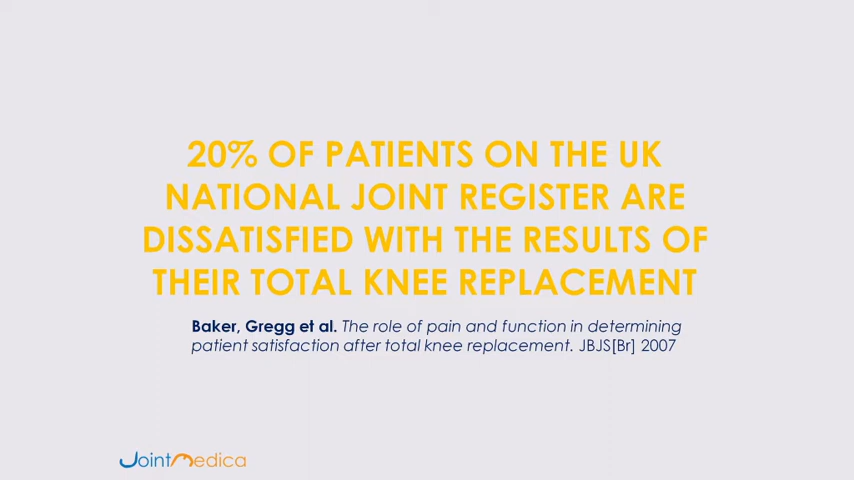 20% OF PATIENTS ON THE UK
NATIONAL JOINT REGISTER ARE
DISSATISFIED WITH THE RESULTS OF
THEIR TOTAL KNEE REPLACEMENT
Baker, Gregg et al. The role of pain and function in determining
patient satisfaction after total knee replacement. JBJS[Br] 2007
JointMedica